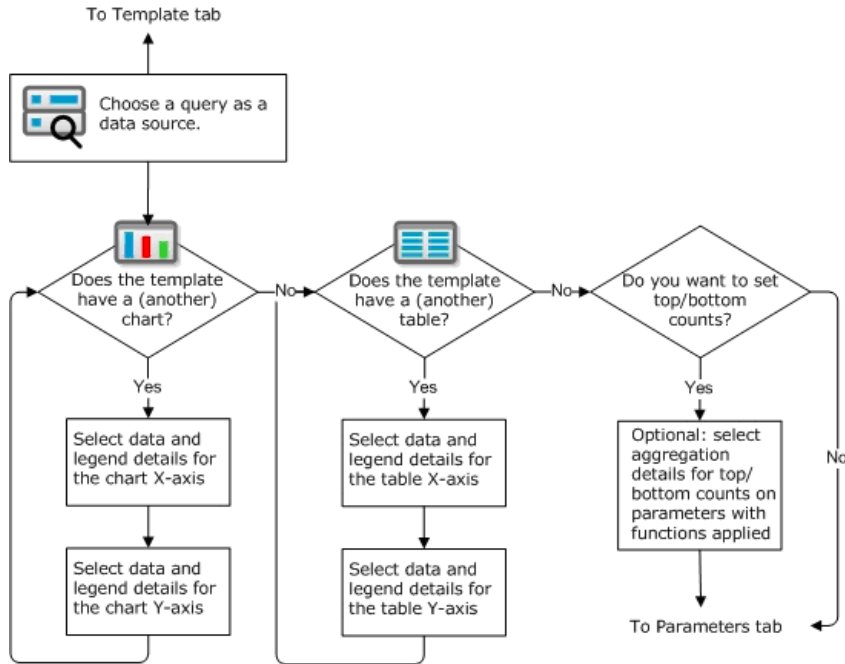 To Template tab
Choose a query as a
data source.
Does the template
have a (another)
chart?
No
Does the template
have a (another)
table?
No
Do you want to set
top/bottom
counts?
Yes
Yes
Yes
No
Select data and
legend details for
the chart X-axis
Select data and
legend details for
the table X-axis
Optional: select
aggregation
details for top/
bottom counts on
parameters with
functions applied
Select data and
legend details for
the chart Y-axis
Select data and
legend details for
the table Y-axis
To Parameters tab